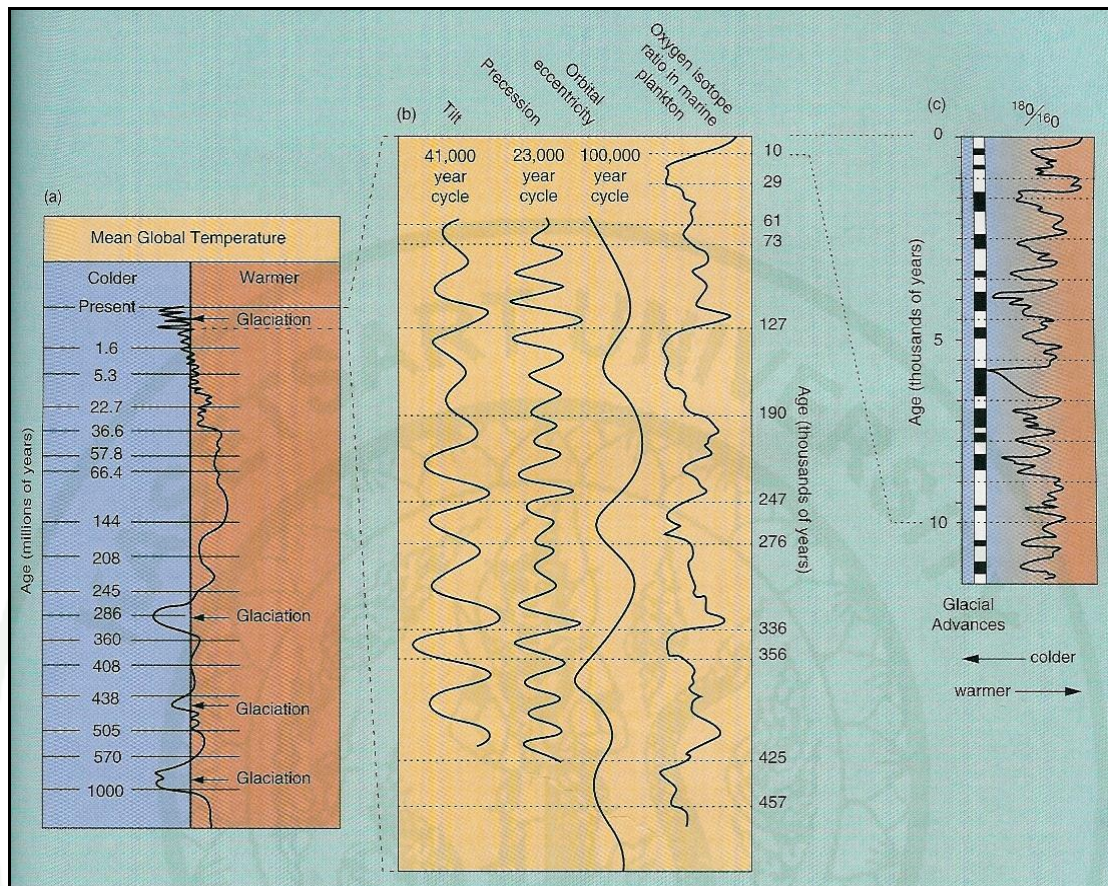 (a)
Mean Global Temperature
Colder
Warmer
Present
Glaciation
1.6
5.3
22.7
36.6
57.8
66.4
144
208
245
286
Glaciation
360
408
438
Glaciation
505
570
Glaciation
1000
Age (millions of years)
(b)
Tilt
Precession
Orbital
eccentricity
Oxygen isotope
ratio in marine
plankton
41,000
year
cycle
23,000
year
cycle
100,000
year
cycle
10
29
61
73
127
190
247
276
336
356
425
457
Age (thousands of years)
(c)
18O/16O
0
5
10
Age (thousands of years)
Glacial
Advances
colder
warmer